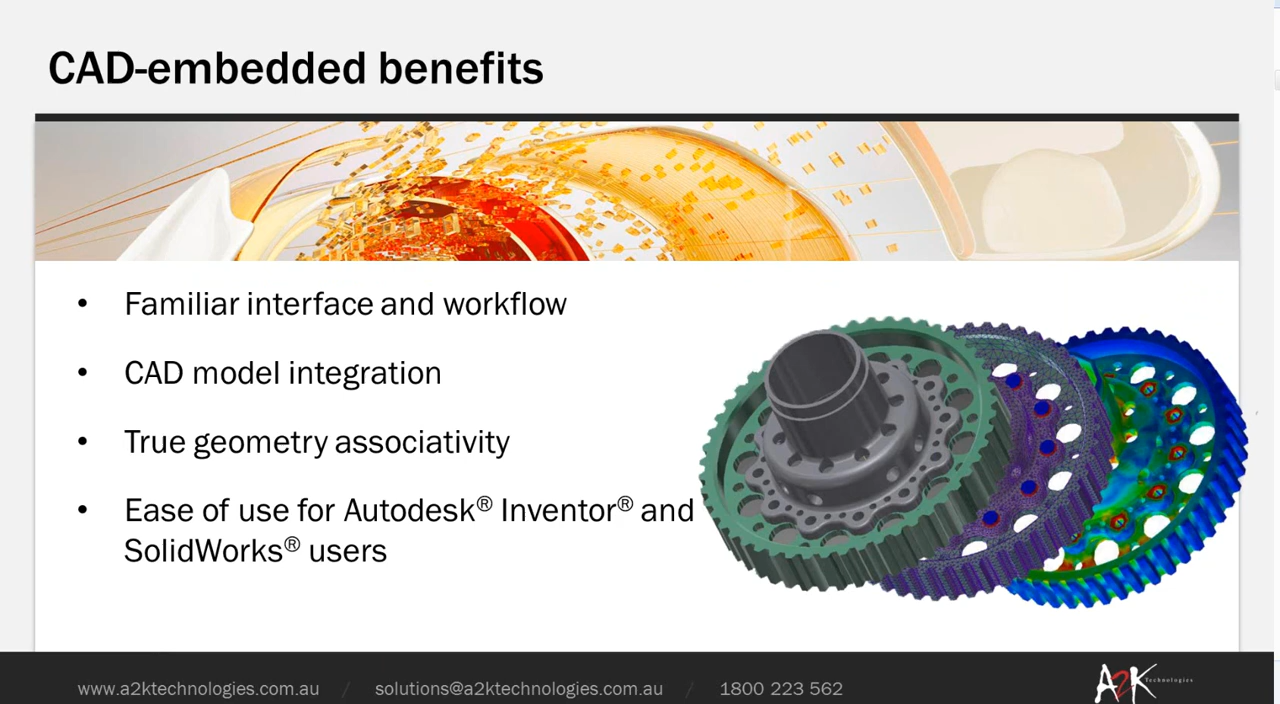 CAD-embedded benefits
• Familiar interface and workflow
• CAD model integration
• True geometry associativity
• Ease of use for Autodesk® Inventor® and
SolidWorks® users
www.a2ktechnologies.com.au / solutions@a2ktechnologies.com.au / 1800 223 562
A2K Technologies